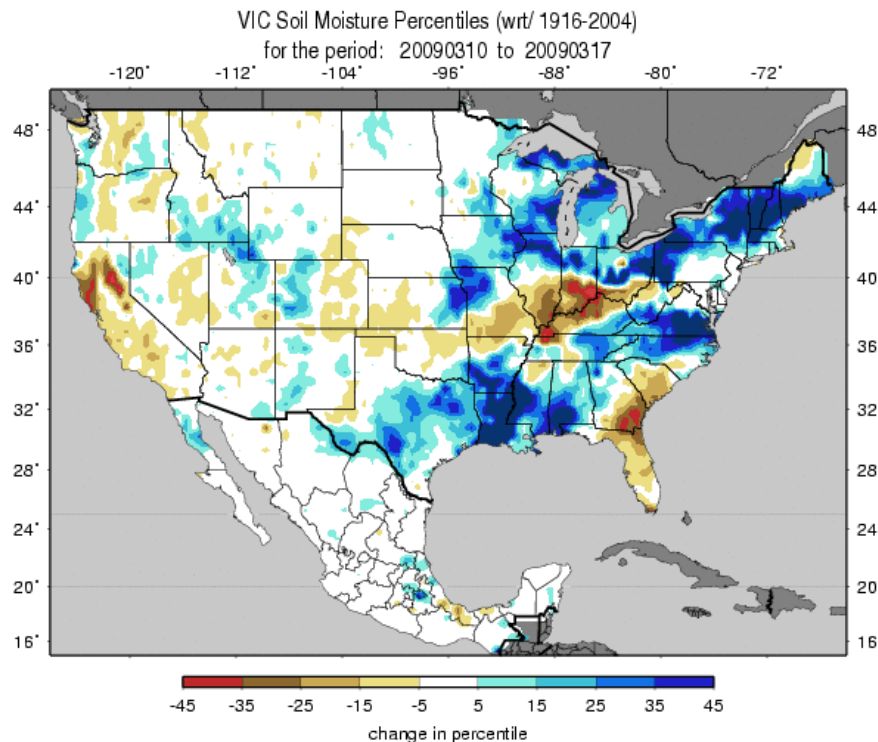 VIC Soil Moisture Percentiles (wrt/ 1916-2004)
for the period: 20090310 to 20090317
-120˚ -112˚ -104˚ -96˚ -88˚ -80˚ -72˚
48˚ 48˚
44˚ 44˚
40˚ 40˚
36˚ 36˚
32˚ 32˚
28˚ 28˚
24˚ 24˚
20˚ 20˚
16˚ 16˚
-45 -35 -25 -15 -5 5 15 25 35 45
change in percentile